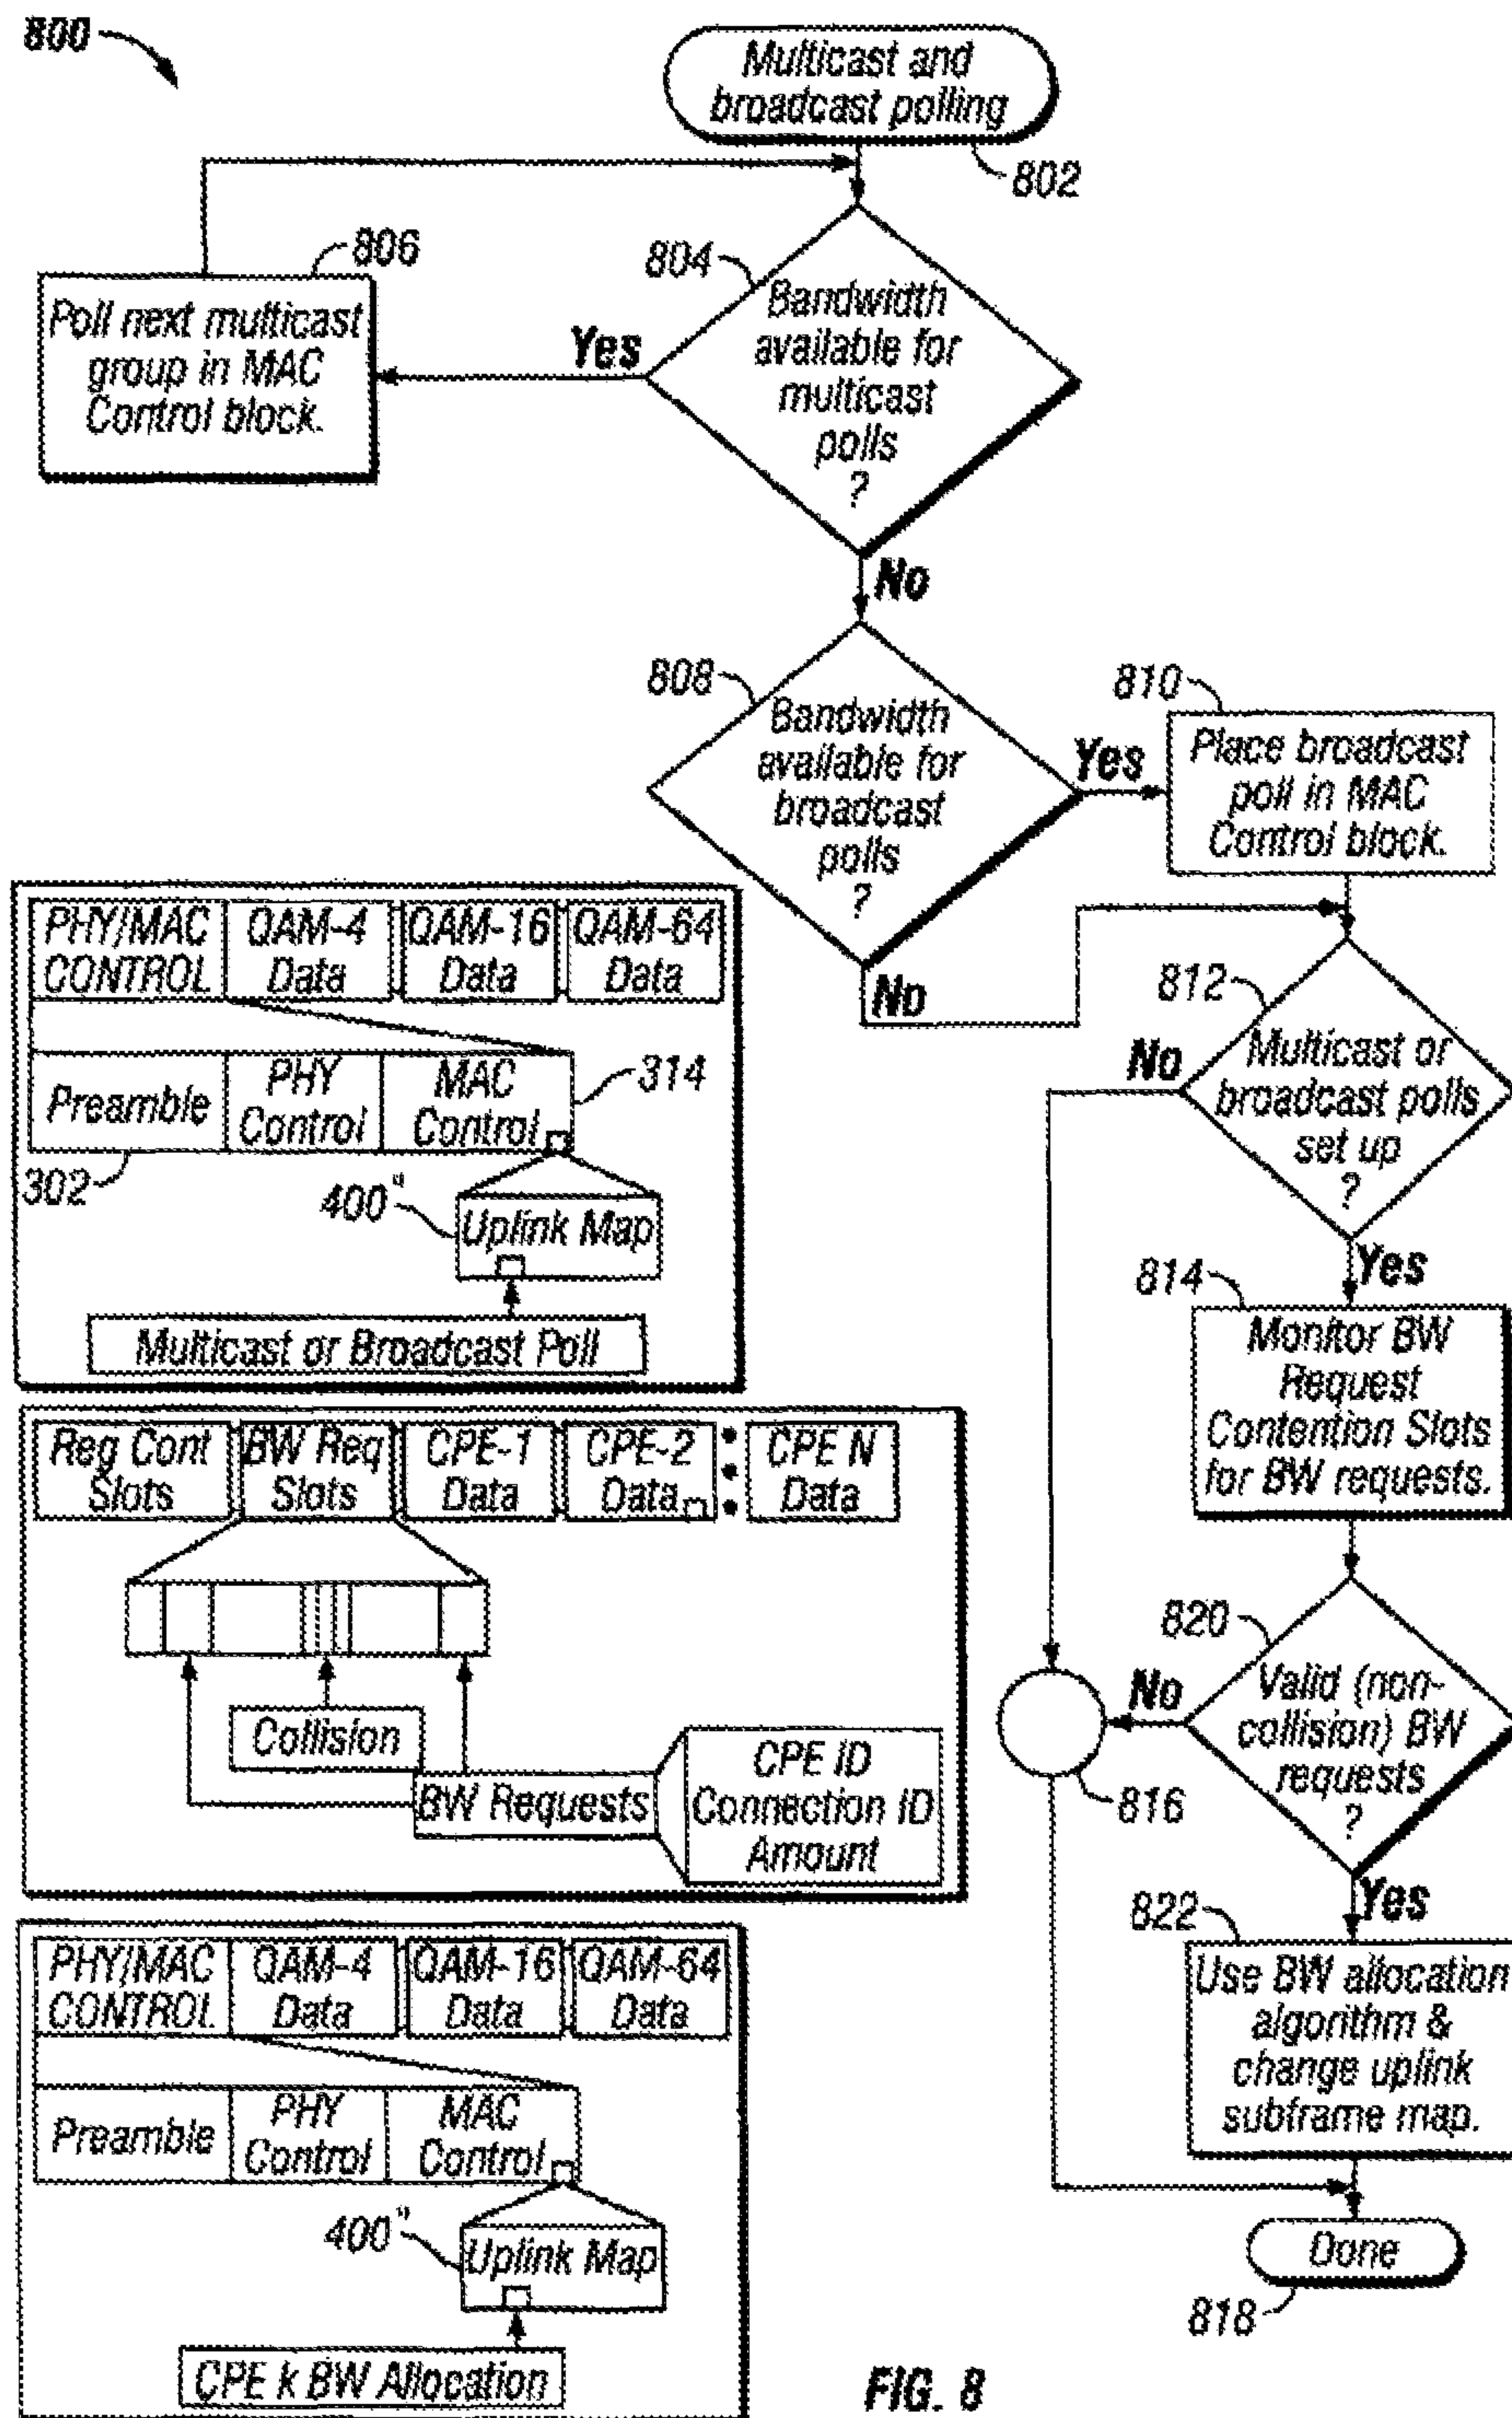 800
Multicast and
broadcast polling
802
806
Poll next multicast
group in MAC
Control block.
804
Bandwidth
available for
multicast
polls
?
Yes
No
808
Bandwidth
available for
broadcast
polls
?
Yes
No
810
Place broadcast
poll in MAC
Control block.
812
Multicast or
broadcast polls
set up
?
No
Yes
814
Monitor BW
Request
Contention Slots
for BW requests.
820
Valid (non-
collision) BW
requests
?
No
816
Yes
822
Use BW allocation
algorithm &
change uplink
subframe map.
Done
818
PHY/MAC
CONTROL
QAM-4
Data
QAM-16
Data
QAM-64
Data
Preamble
PHY
Control
MAC
Control
314
302
400"
Uplink Map
Multicast or Broadcast Poll
Reg Cont
Slots
BW Req
Slots
CPE-1
Data
CPE-2
Data
CPE N
Data
Collision
BW Requests
CPE ID
Connection ID
Amount
PHY/MAC
CONTROL
QAM-4
Data
QAM-16
Data
QAM-64
Data
Preamble
PHY
Control
MAC
Control
400"
Uplink Map
CPE k BW Allocation
FIG. 8